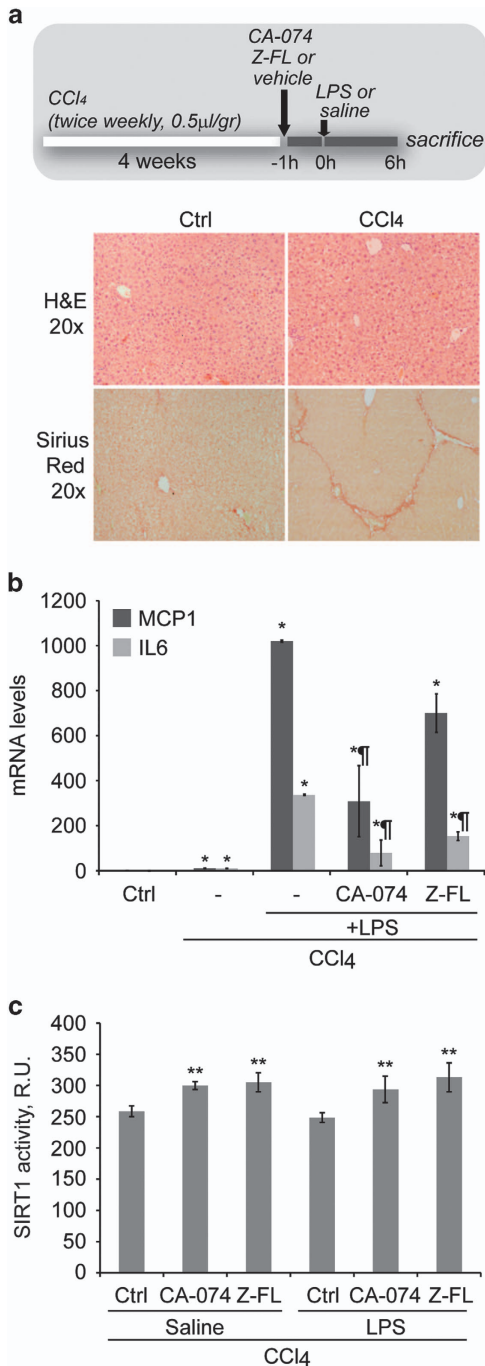 a
CA-074
Z-FL or
vehicle
LPS or
saline
CCl₄
(twice weekly, 0.5μl/gr)
sacrifice
4 weeks
-1h
0h
6h
Ctrl
CCl₄
H&E
20x
Sirius
Red
20x
b
mRNA levels
1200
1000
800
600
400
200
0
MCP1
IL6
* *
*
*
*¶
*¶
*
*¶
Ctrl
-
-
CA-074
Z-FL
+LPS
CCl₄
c
SIRT1 activity, R.U.
400
350
300
250
200
150
100
50
0
**
**
**
**
Ctrl CA-074 Z-FL Ctrl CA-074 Z-FL
Saline LPS
CCl₄